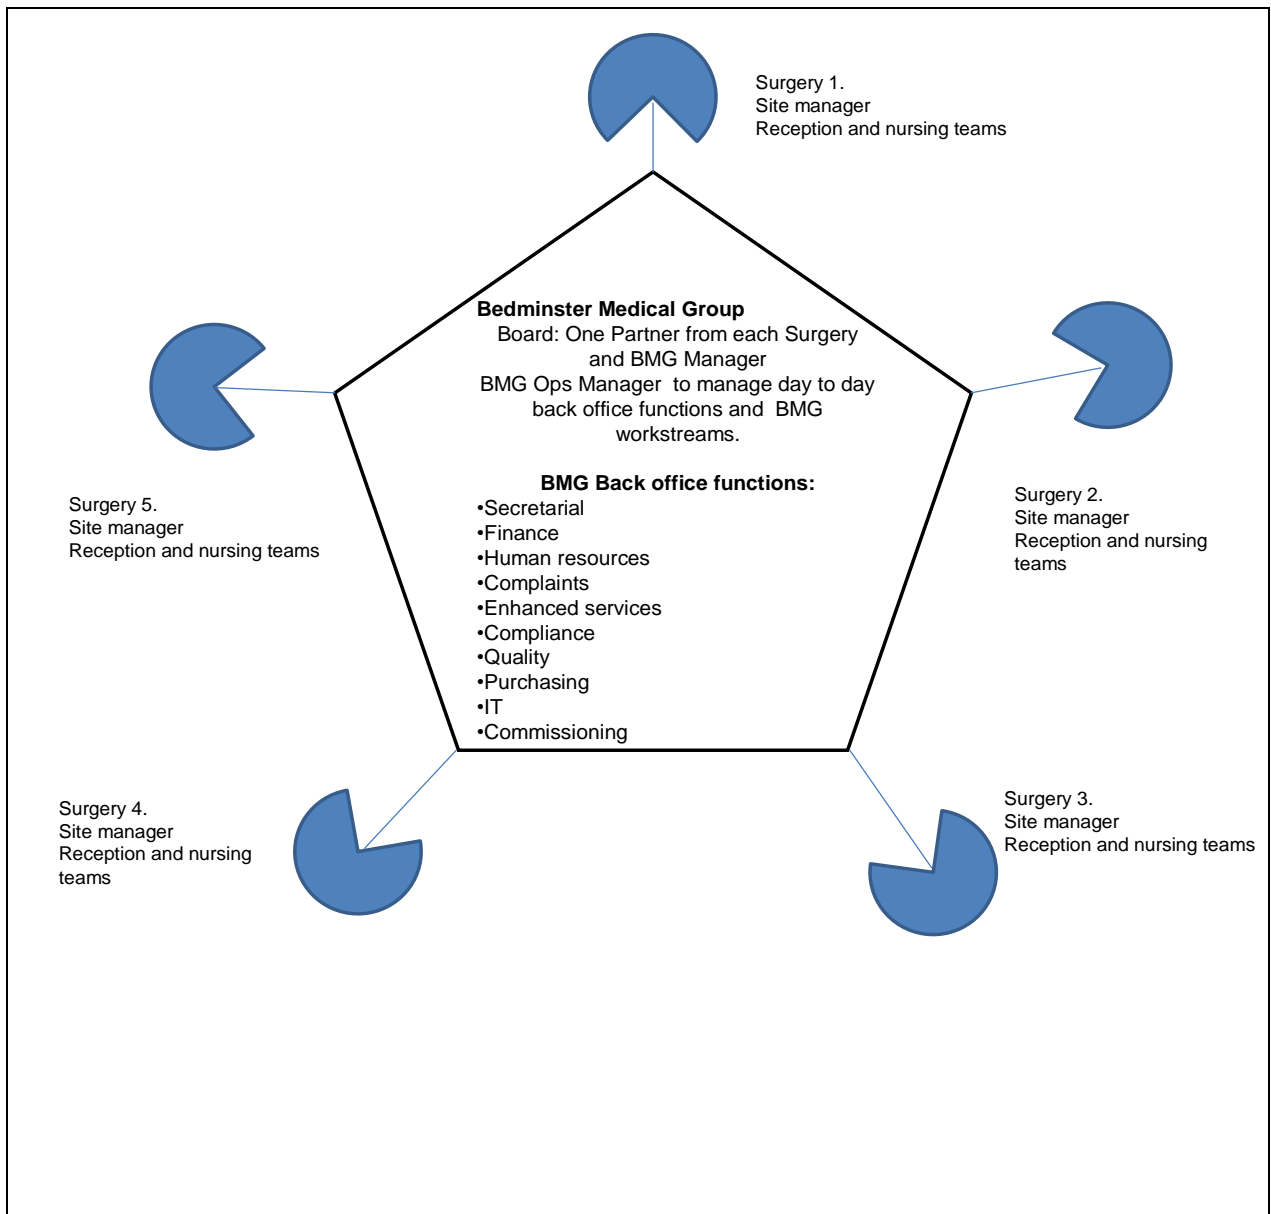 Surgery 1.
Site manager
Reception and nursing teams
Bedminster Medical Group
Board: One Partner from each Surgery
and BMG Manager
BMG Ops Manager  to manage day to day
back office functions and  BMG
workstreams.
BMG Back office functions:
•Secretarial
•Finance
•Human resources
•Complaints
•Enhanced services
•Compliance
•Quality
•Purchasing
•IT
•Commissioning
Surgery 2.
Site manager
Reception and nursing
teams
Surgery 3.
Site manager
Reception and nursing teams
Surgery 4.
Site manager
Reception and nursing
teams
Surgery 5.
Site manager
Reception and nursing teams